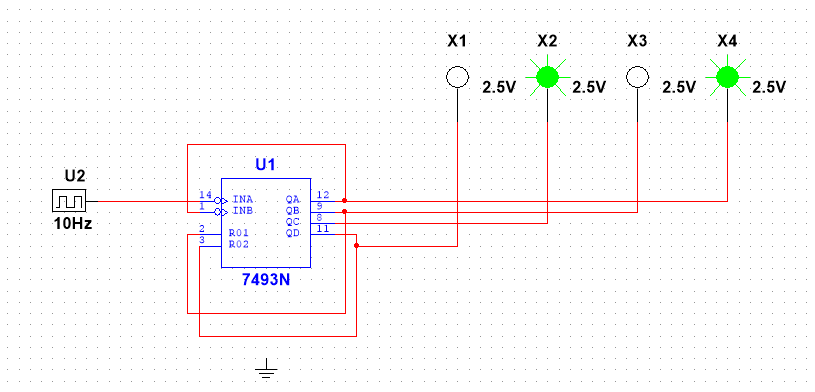 X1 X2 X3 X4
2.5V 2.5V 2.5V 2.5V
U2
10Hz
U1
14 INA QA 12
1 INB QB 9
QC 8
2 R01 QD 11
3 R02
7493N